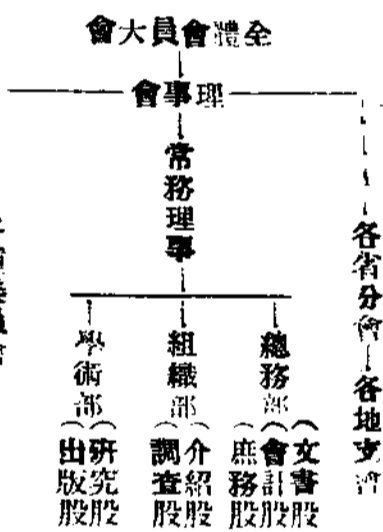 全體會員大會
理事會
各省分會
各地支會
常務理事
總務部
文書股
會計股
庶務股
組織部
介紹股
調查股
學術部
研究股
出版股